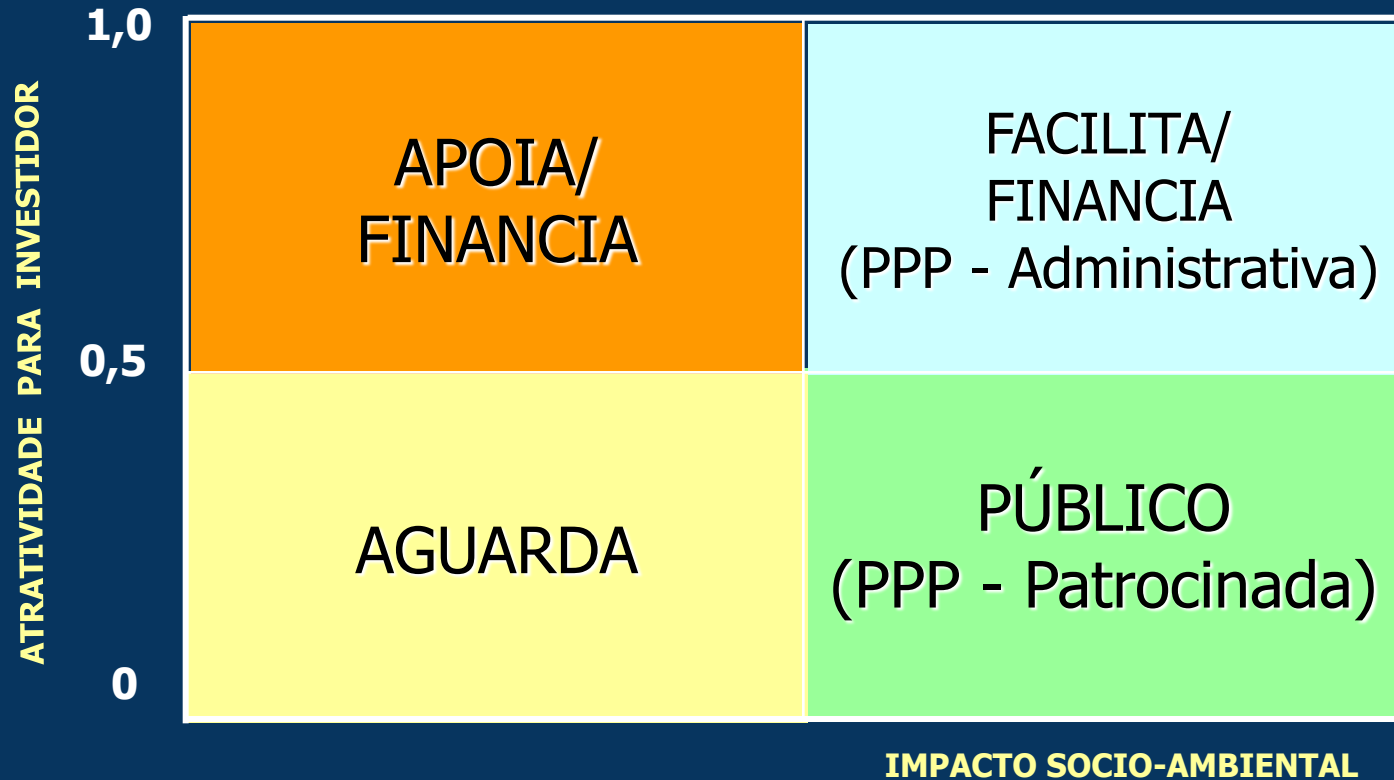 1,0
ATRATIVIDADE PARA INVESTIDOR
APOIA/
FINANCIA
FACILITA/
FINANCIA
(PPP - Administrativa)
0,5
AGUARDA
PÚBLICO
(PPP - Patrocinada)
0
IMPACTO SOCIO-AMBIENTAL